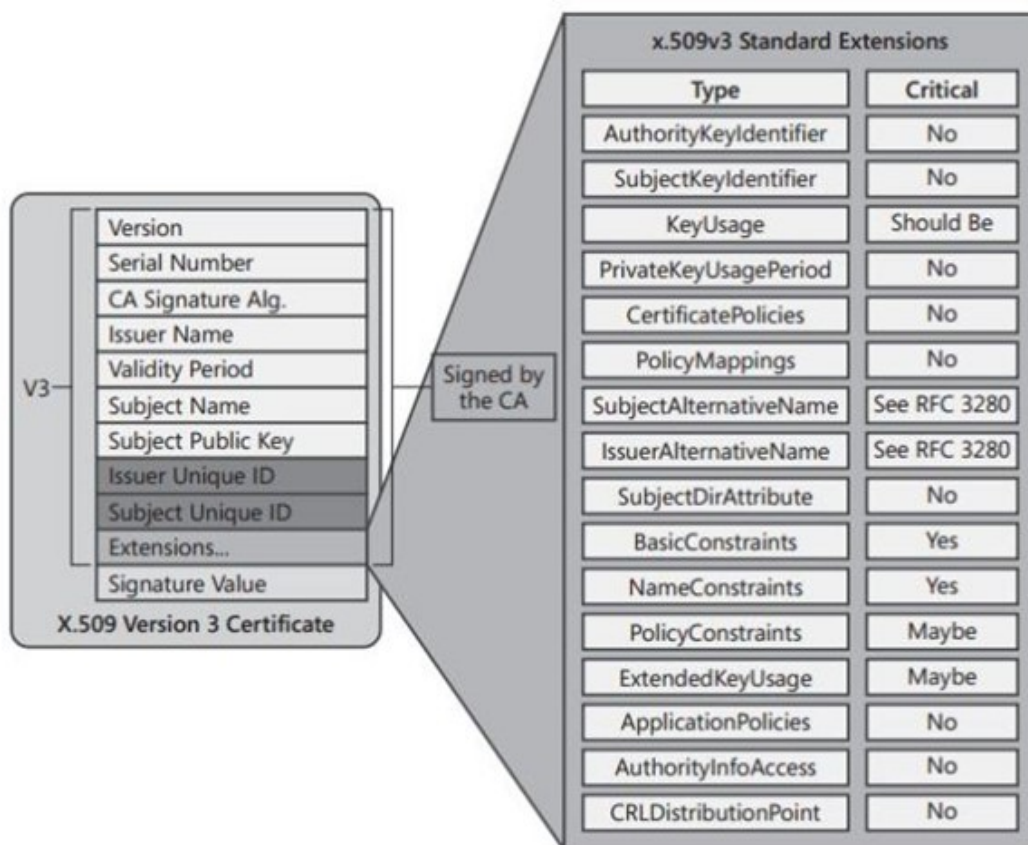 V3
Version
Serial Number
CA Signature Alg.
Issuer Name
Validity Period
Subject Name
Subject Public Key
Issuer Unique ID
Subject Unique ID
Extensions...
Signature Value
X.509 Version 3 Certificate
Signed by
the CA
x.509v3 Standard Extensions
Type Critical
AuthorityKeyIdentifier No
SubjectKeyIdentifier No
KeyUsage Should Be
PrivateKeyUsagePeriod No
CertificatePolicies No
PolicyMappings No
SubjectAlternativeName See RFC 3280
IssuerAlternativeName See RFC 3280
SubjectDirAttribute No
BasicConstraints Yes
NameConstraints Yes
PolicyConstraints Maybe
ExtendedKeyUsage Maybe
ApplicationPolicies No
AuthorityInfoAccess No
CRLDistributionPoint No